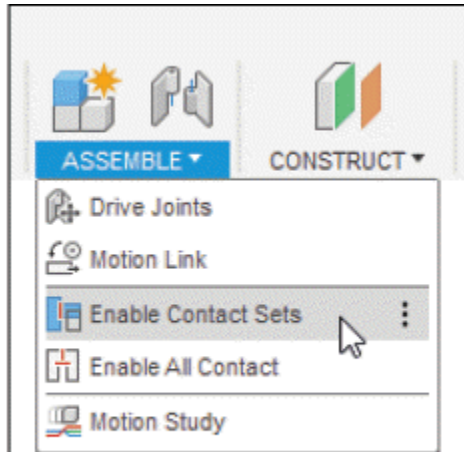 ASSEMBLE CONSTRUCT
Drive Joints
Motion Link
Enable Contact Sets
Enable All Contact
Motion Study